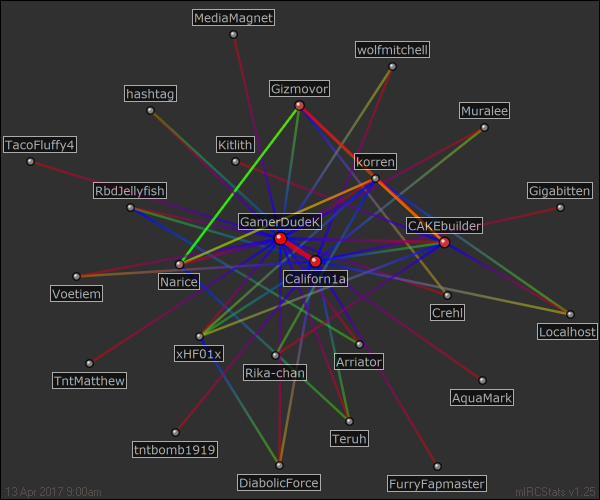 MediaMagnet
wolfmitchell
Gizmovor
hashtag
Muralee
TacoFluffy4
Kitlith
korren
RbdJellyfish
Gigabitten
GamerDudeK
CAKEbuilder
Narice
Californ1a
Voetiem
Crehl
Localhost
xHF01x
Arriator
Rika-chan
TntMatthew
AquaMark
Teruh
tntbomb1919
DiabolicForce
FurryFapmaster
13 Apr 2017 9:00am
mIRCStats v1.25